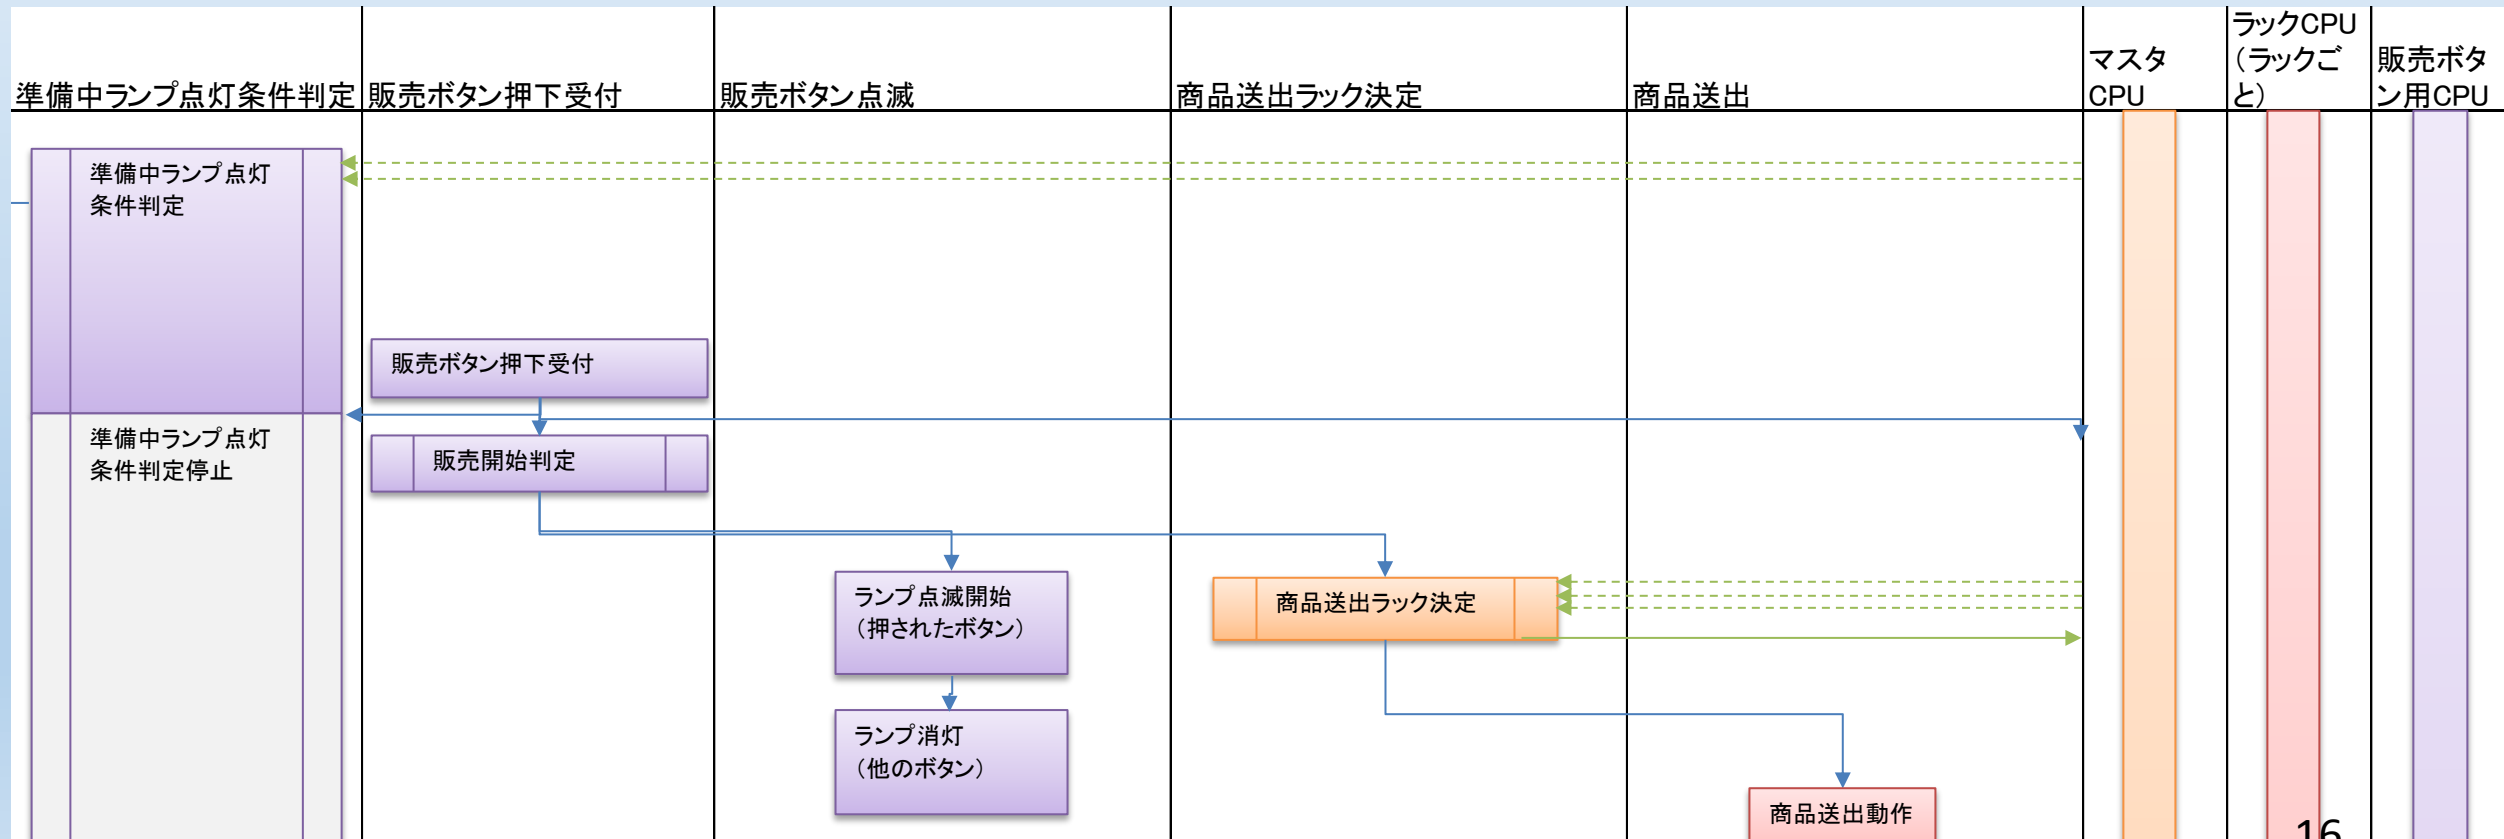 準備中ランプ点灯条件判定
販売ボタン押下受付
販売ボタン点滅
商品送出ラック決定
商品送出
マスタ
CPU
ラックCPU
（ラックご
と）
販売ボタ
ン用CPU
準備中ランプ点灯
条件判定
販売ボタン押下受付
準備中ランプ点灯
条件判定停止
販売開始判定
ランプ点滅開始
（押されたボタン）
商品送出ラック決定
ランプ消灯
（他のボタン）
商品送出動作
16